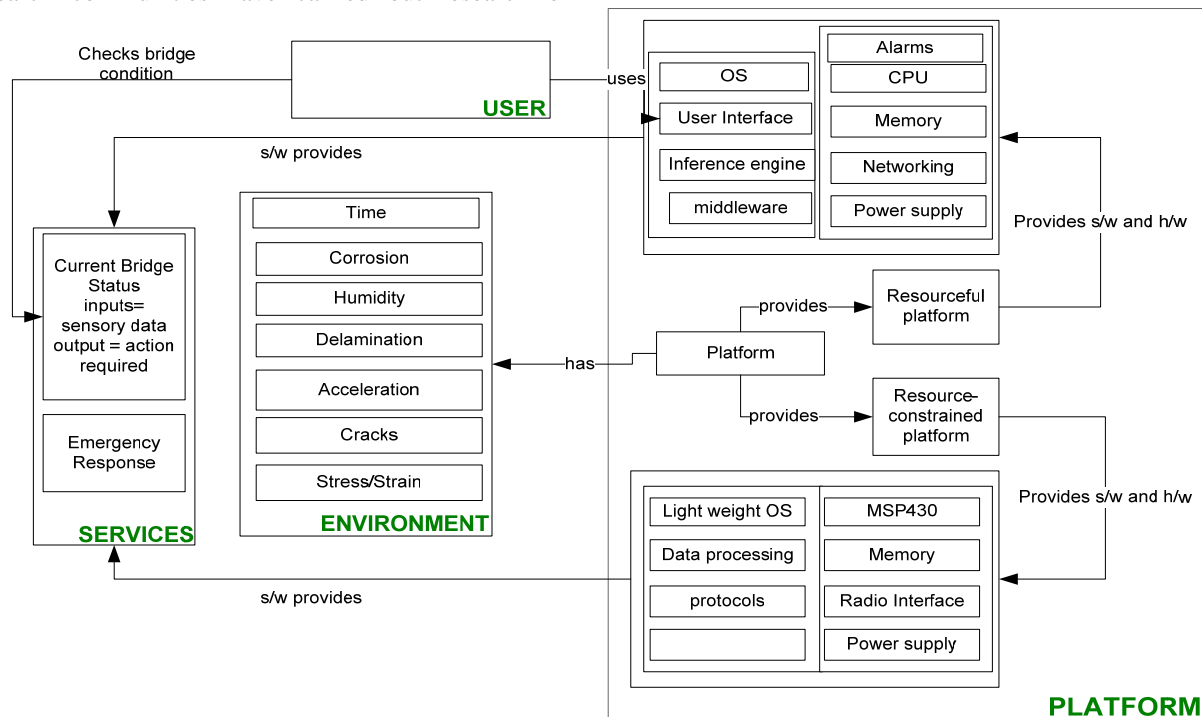 Checks bridge
condition
USER
uses
s/w provides
OS
User Interface
Inference engine
middleware
Alarms
CPU
Memory
Networking
Power supply
Provides s/w and h/w
Time
Corrosion
Humidity
Delamination
Acceleration
Cracks
Stress/Strain
ENVIRONMENT
Current Bridge
Status
inputs=
sensory data
output = action
required
Emergency
Response
SERVICES
has
Platform
provides
Resourceful
platform
provides
Resource-
constrained
platform
Provides s/w and h/w
Light weight OS
Data processing
protocols
MSP430
Memory
Radio Interface
Power supply
s/w provides
PLATFORM